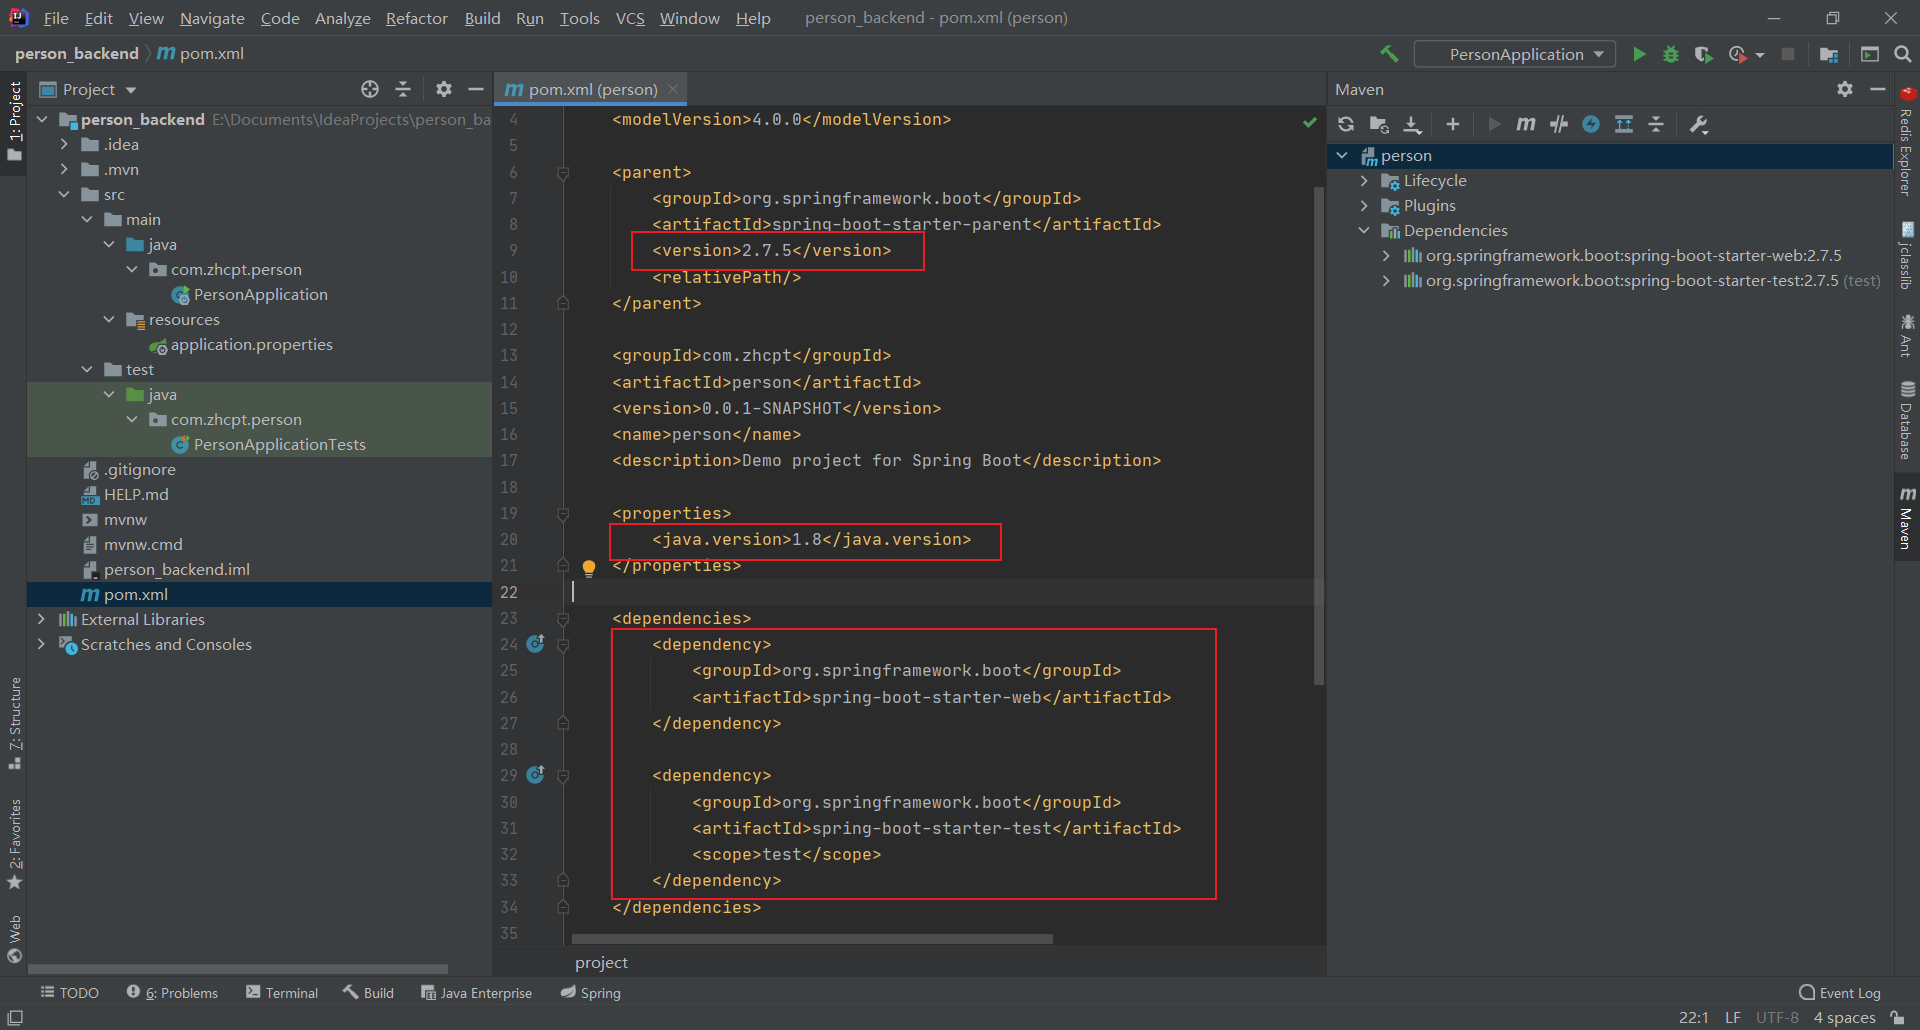 File Edit View Navigate Code Analyze Refactor Build Run Tools VCS Window Help person_backend - pom.xml (person)
person_backend pom.xml PersonApplication
1: Project
7: Structure
2: Favorites
Web
Project
person_backend E:\Documents\IdeaProjects\person_ba
.idea
.mvn
src
main
java
com.zhcpt.person
PersonApplication
resources
application.properties
test
java
com.zhcpt.person
PersonApplicationTests
.gitignore
HELP.md
mvnw
mvnw.cmd
person_backend.iml
pom.xml
External Libraries
Scratches and Consoles
pom.xml (person)
4 <modelVersion>4.0.0</modelVersion>
5
6 <parent>
7 <groupId>org.springframework.boot</groupId>
8 <artifactId>spring-boot-starter-parent</artifactId>
9 <version>2.7.5</version>
10 <relativePath/>
11 </parent>
12
13 <groupId>com.zhcpt</groupId>
14 <artifactId>person</artifactId>
15 <version>0.0.1-SNAPSHOT</version>
16 <name>person</name>
17 <description>Demo project for Spring Boot</description>
18
19 <properties>
20 <java.version>1.8</java.version>
21 </properties>
22
23 <dependencies>
24 <dependency>
25 <groupId>org.springframework.boot</groupId>
26 <artifactId>spring-boot-starter-web</artifactId>
27 </dependency>
28
29 <dependency>
30 <groupId>org.springframework.boot</groupId>
31 <artifactId>spring-boot-starter-test</artifactId>
32 <scope>test</scope>
33 </dependency>
34 </dependencies>
35
project
Maven
person
Lifecycle
Plugins
Dependencies
org.springframework.boot:spring-boot-starter-web:2.7.5
org.springframework.boot:spring-boot-starter-test:2.7.5 (test)
Redis Explorer
jclasslib
Ant
Database
Maven
TODO 6: Problems Terminal Build Java Enterprise Spring Event Log
22:1 LF UTF-8 4 spaces